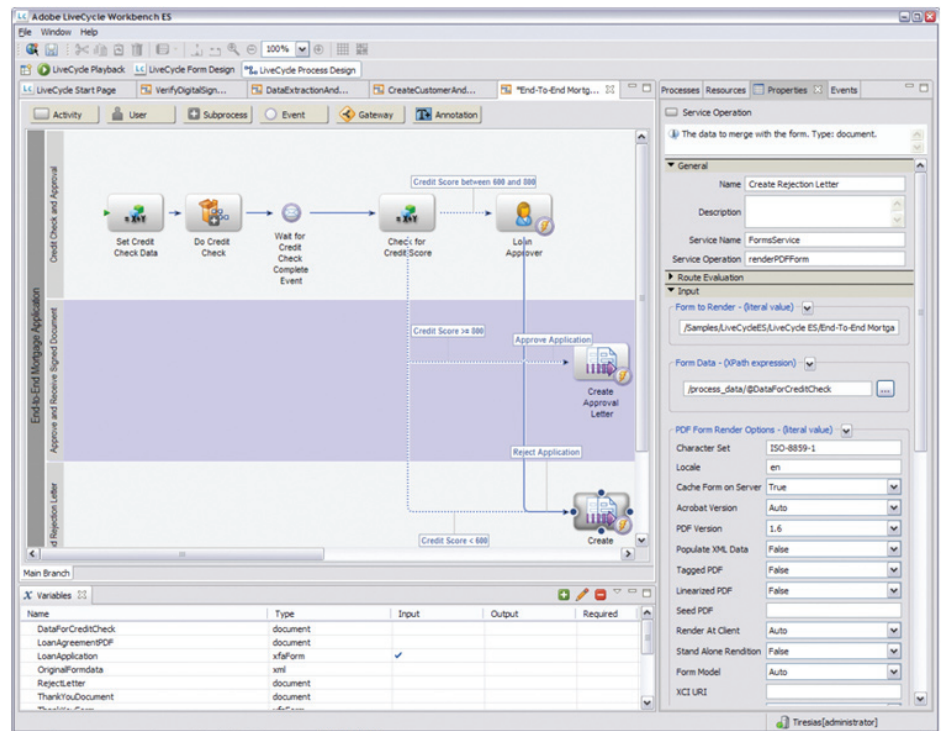 Adobe LiveCycle Workbench ES
File Window Help
100%
LiveCycle Playback LiveCycle Form Design LiveCycle Process Design
LiveCycle Start Page VerifyDigitalSign... DataExtractionAnd... CreateCustomerAnd... *End-To-End Mortg...
Activity User Subprocess Event Gateway Annotation
End-to-End Mortgage Application
Credit Check and Approval
Credit Score between 600 and 800
Set Credit
Check Data
Do Credit
Check
Wait for
Credit
Check
Complete
Event
Check for
Credit Score
Loan
Approver
Approve and Receive Signed Document
Credit Score >= 800
Approve Application
Create
Approval
Letter
Rejection Letter
Reject Application
Credit Score < 600
Create
Main Branch
Variables
Name Type Input Output Required
DataForCreditCheck document
LoanAgreementPDF document
LoanApplication xfaForm
OriginalFormdata xml
RejectLetter document
ThankYouDocument document
Processes Resources Properties Events
Service Operation
The data to merge with the form. Type: document.
General
Name Create Rejection Letter
Description
Service Name FormsService
Service Operation renderPDFForm
Route Evaluation
Input
Form to Render - (literal value)
/Samples/LiveCycleES/LiveCycle ES/End-To-End Mortga
Form Data - (XPath expression)
/process_data/@DataForCreditCheck ...
PDF Form Render Options - (literal value)
Character Set ISO-8859-1
Locale en
Cache Form on Server True
Acrobat Version Auto
PDF Version 1.6
Populate XML Data False
Tagged PDF False
Linearized PDF False
Seed PDF
Render At Client Auto
Stand Alone Rendition False
Form Model Auto
XCI URI
Tiresias[administrator]